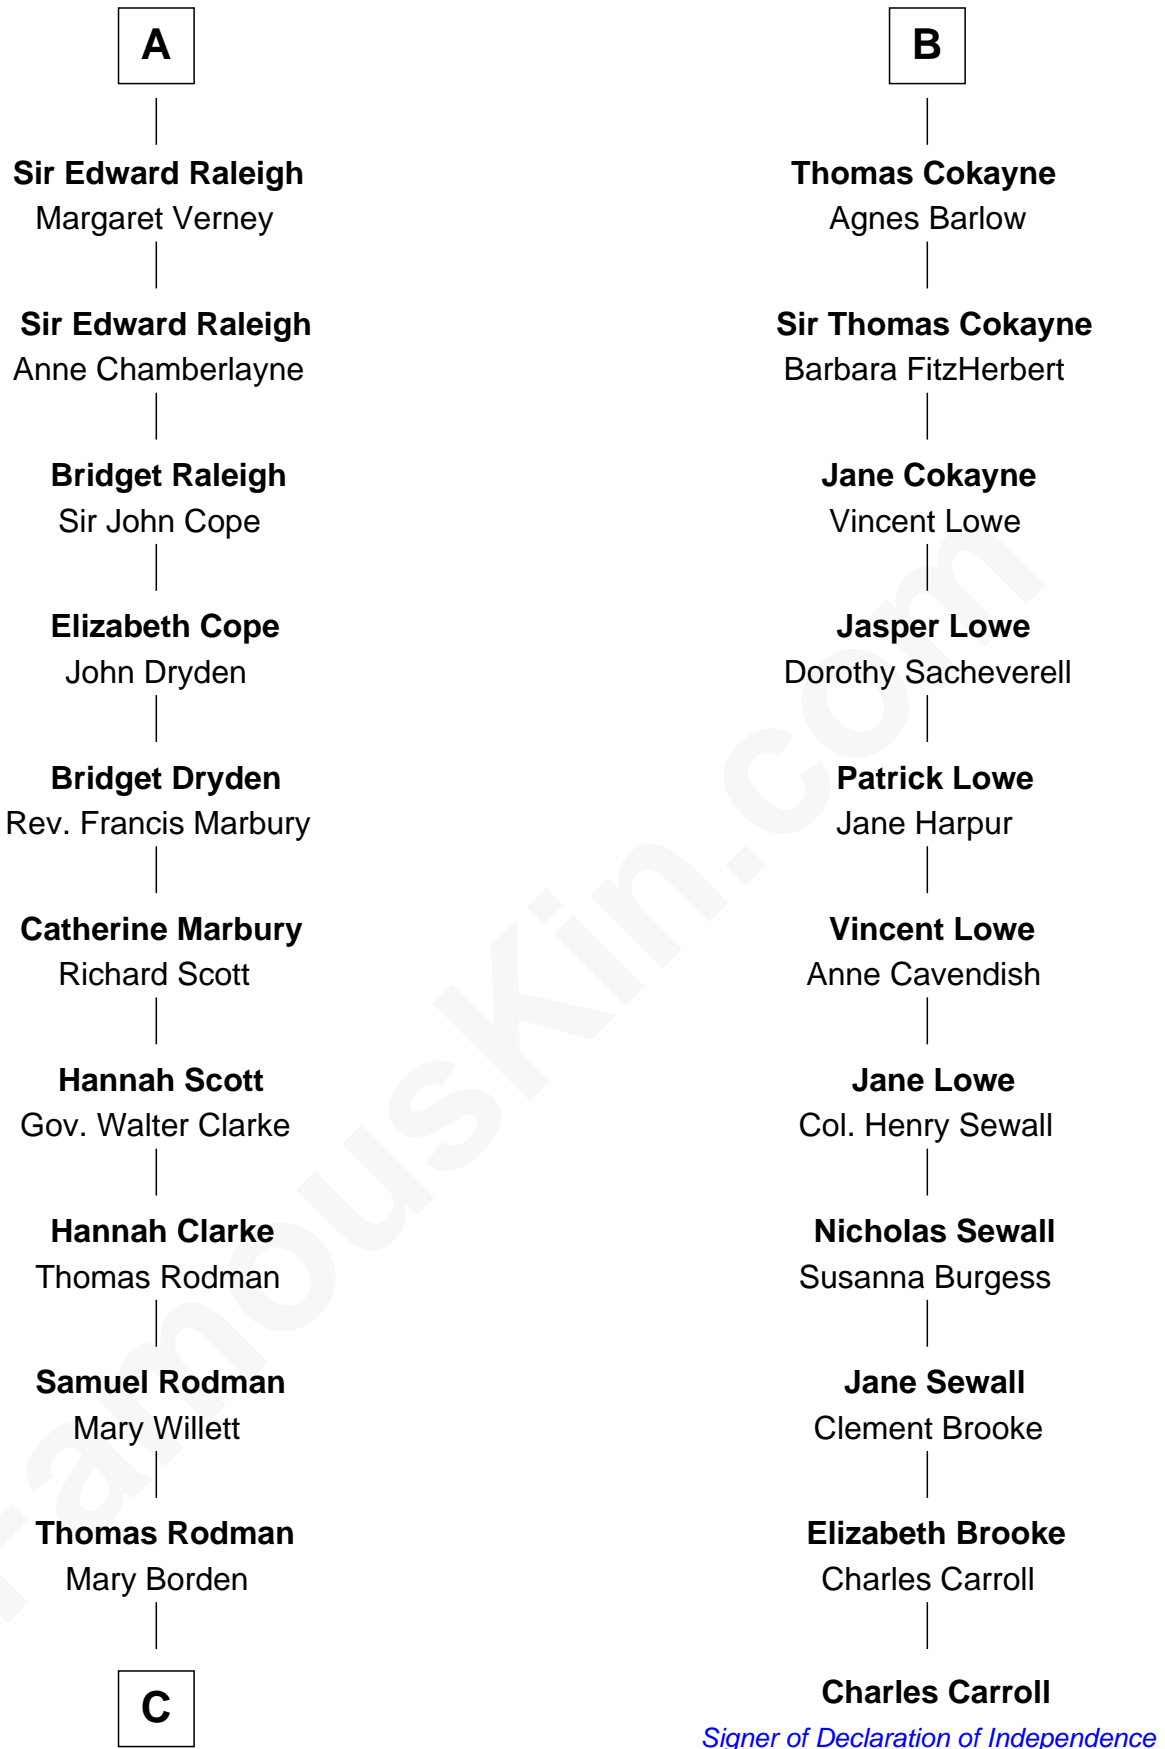 A
Sir Edward Raleigh
Margaret Verney
Sir Edward Raleigh
Anne Chamberlayne
Bridget Raleigh
Sir John Cope
Elizabeth Cope
John Dryden
Bridget Dryden
Rev. Francis Marbury
Catherine Marbury
Richard Scott
Hannah Scott
Gov. Walter Clarke
Hannah Clarke
Thomas Rodman
Samuel Rodman
Mary Willett
Thomas Rodman
Mary Borden
C
B
Thomas Cokayne
Agnes Barlow
Sir Thomas Cokayne
Barbara FitzHerbert
Jane Cokayne
Vincent Lowe
Jasper Lowe
Dorothy Sacheverell
Patrick Lowe
Jane Harpur
Vincent Lowe
Anne Cavendish
Jane Lowe
Col. Henry Sewall
Nicholas Sewall
Susanna Burgess
Jane Sewall
Clement Brooke
Elizabeth Brooke
Charles Carroll
Charles Carroll
Signer of Declaration of Independence
FamousKin.com